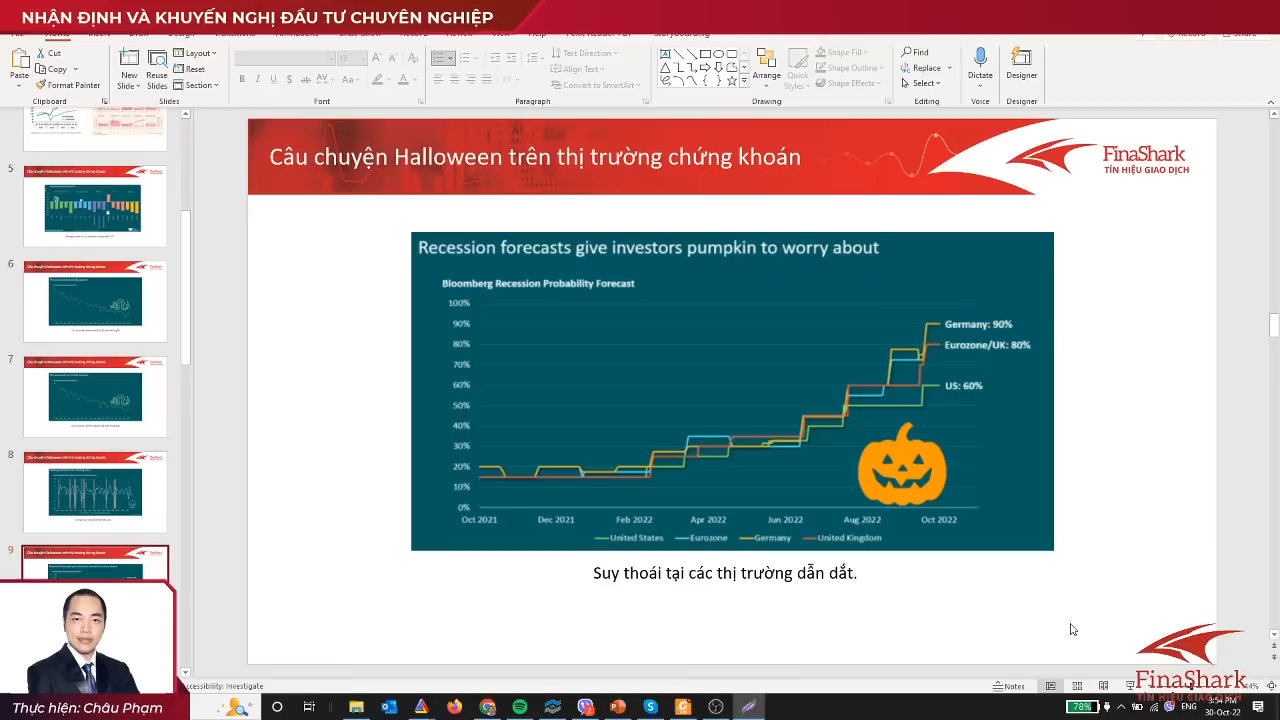 NHẬN ĐỊNH VÀ KHUYẾN NGHỊ ĐẦU TƯ CHUYÊN NGHIỆP
Paste
Cut
Copy
Format Painter
Clipboard
New Slide
Reuse Slides
Layout
Reset
Section
Slides
Font
Paragraph
Text Direction
Align Text
Convert to SmartArt
Arrange
Quick Styles
Shape Fill
Shape Outline
Shape Effects
Drawing
Find
Replace
Select
Editing
Dictate
Voice
Designer
Designer
5
6
7
8
9
Câu chuyện Halloween trên thị trường chứng khoán
FinaShark
TÍN HIỆU GIAO DỊCH
Recession forecasts give investors pumpkin to worry about
Bloomberg Recession Probability Forecast
100%
90%
80%
70%
60%
50%
40%
30%
20%
10%
0%
Germany: 90%
Eurozone/UK: 80%
US: 60%
Oct 2021 Dec 2021 Feb 2022 Apr 2022 Jun 2022 Aug 2022 Oct 2022
United States Eurozone Germany United Kingdom
Suy thoái tại các thị trường dẫn dắt.
Thực hiện: Châu Phạm
Accessibility: Investigate
Notes
FinaShark
TÍN HIỆU GIAO DỊCH
78%
30-Oct-22